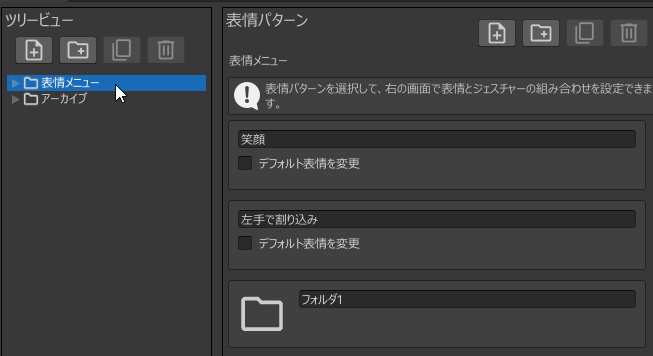 ツリービュー
表情メニュー
アーカイブ
表情パターン
表情メニュー
表情パターンを選択して、右の画面で表情とジェスチャーの組み合わせを設定できま
す。
笑顔
デフォルト表情を変更
左手で割り込み
デフォルト表情を変更
フォルダ1